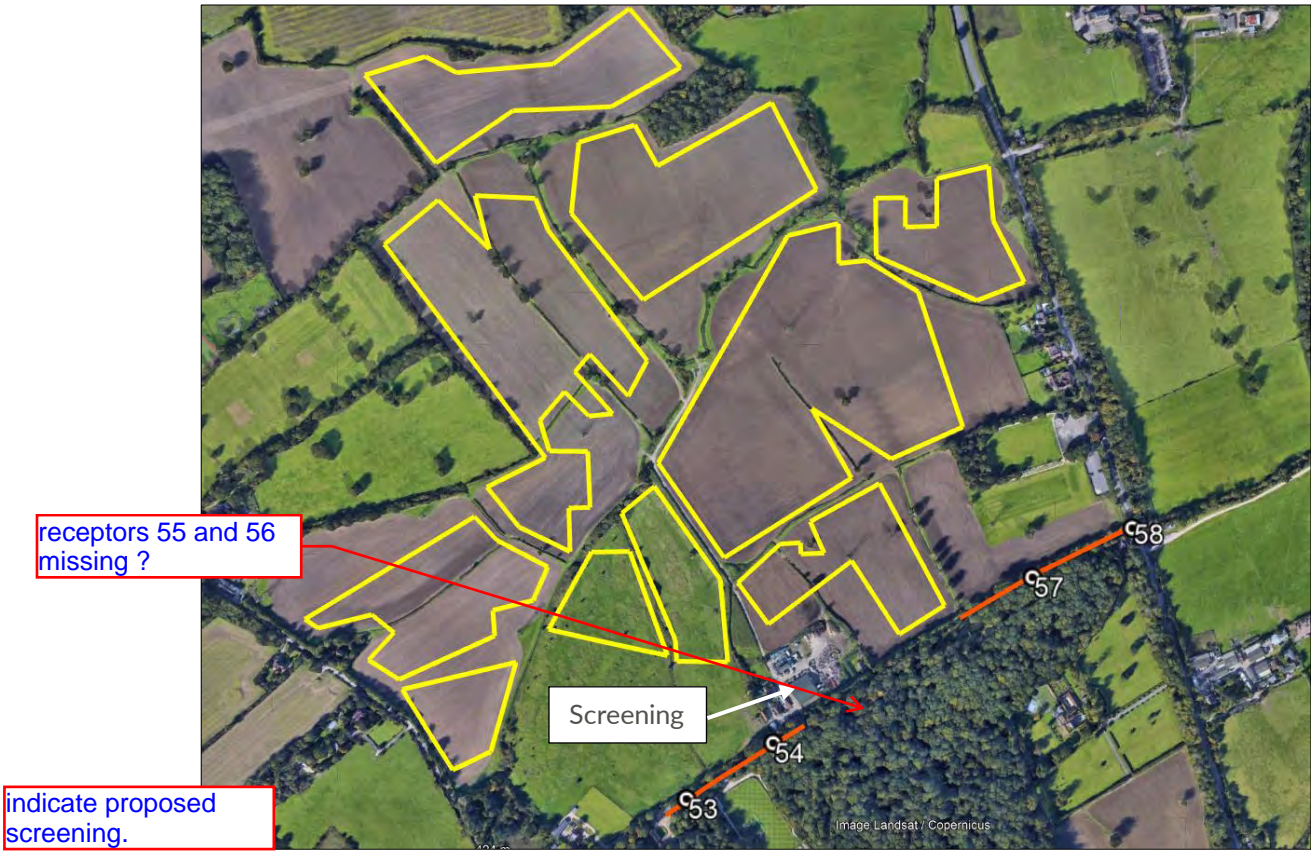 receptors 55 and 56
missing ?
58
57
Screening
54
53
indicate proposed
screening.
Image Landsat / Copernicus